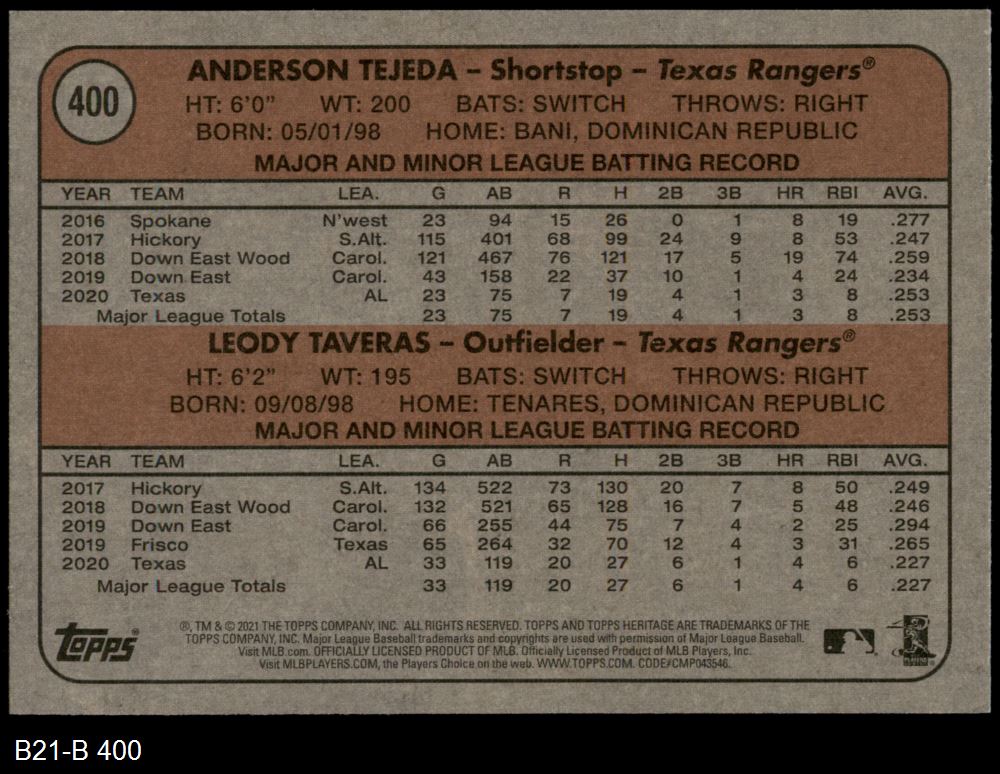 400
ANDERSON TEJEDA – Shortstop – Texas Rangers®
HT: 6'0" WT: 200 BATS: SWITCH THROWS: RIGHT
BORN: 05/01/98 HOME: BANI, DOMINICAN REPUBLIC
MAJOR AND MINOR LEAGUE BATTING RECORD
YEAR TEAM LEA. G AB R H 2B 3B HR RBI AVG.
2016 Spokane N'west 23 94 15 26 0 1 8 19 .277
2017 Hickory S.Alt. 115 401 68 99 24 9 8 53 .247
2018 Down East Wood Carol. 121 467 76 121 17 5 19 74 .259
2019 Down East Carol. 43 158 22 37 10 1 4 24 .234
2020 Texas AL 23 75 7 19 4 1 3 8 .253
Major League Totals 23 75 7 19 4 1 3 8 .253
LEODY TAVERAS – Outfielder – Texas Rangers®
HT: 6'2" WT: 195 BATS: SWITCH THROWS: RIGHT
BORN: 09/08/98 HOME: TENARES, DOMINICAN REPUBLIC
MAJOR AND MINOR LEAGUE BATTING RECORD
YEAR TEAM LEA. G AB R H 2B 3B HR RBI AVG.
2017 Hickory S.Alt. 134 522 73 130 20 7 8 50 .249
2018 Down East Wood Carol. 132 521 65 128 16 7 5 48 .246
2019 Down East Carol. 66 255 44 75 7 4 2 25 .294
2019 Frisco Texas 65 264 32 70 12 4 3 31 .265
2020 Texas AL 33 119 20 27 6 1 4 6 .227
Major League Totals 33 119 20 27 6 1 4 6 .227
TOPPS®
®, TM & © 2021 THE TOPPS COMPANY, INC. ALL RIGHTS RESERVED. TOPPS AND TOPPS HERITAGE ARE TRADEMARKS OF THE
TOPPS COMPANY, INC. Major League Baseball trademarks and copyrights are used with permission of Major League Baseball.
Visit MLB.com. OFFICIALLY LICENSED PRODUCT OF MLB. Officially Licensed Product of MLB Players, Inc.
Visit MLBPLAYERS.COM, the Players Choice on the web. WWW.TOPPS.COM. CODE#CMP043546.
B21-B 400